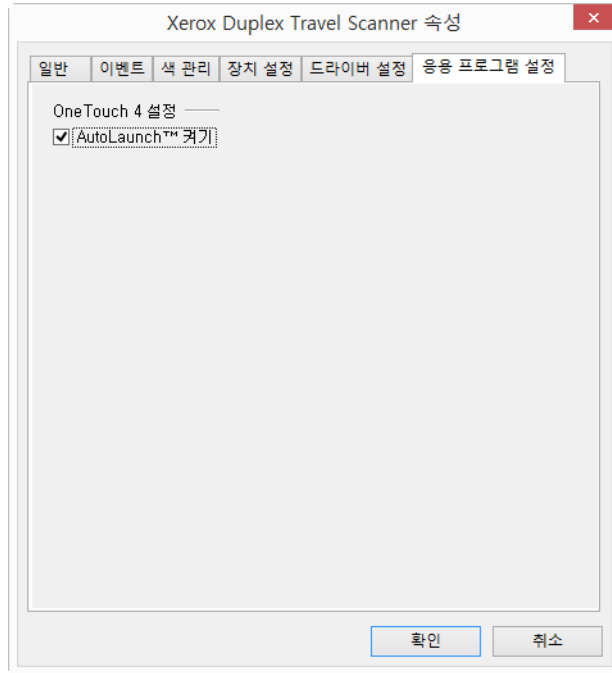 Xerox Duplex Travel Scanner 속성
일반 이벤트 색 관리 장치 설정 드라이버 설정 응용 프로그램 설정
OneTouch 4 설정
AutoLaunch™ 켜기
확인 취소